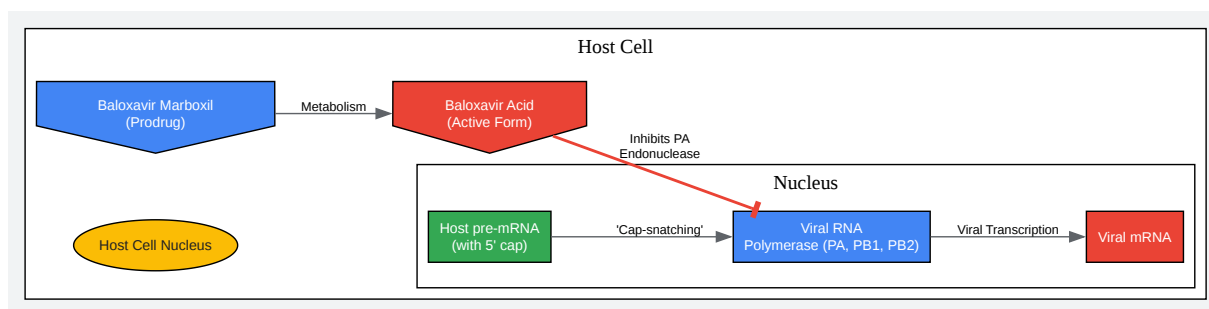 Host Cell
Baloxavir Marboxil
(Prodrug)
Metabolism
Baloxavir Acid
(Active Form)
Inhibits PA
Endonuclease
Nucleus
Host Cell Nucleus
Host pre-mRNA
(with 5' cap)
'Cap-snatching'
Viral RNA
Polymerase (PA, PB1, PB2)
Viral Transcription
Viral mRNA